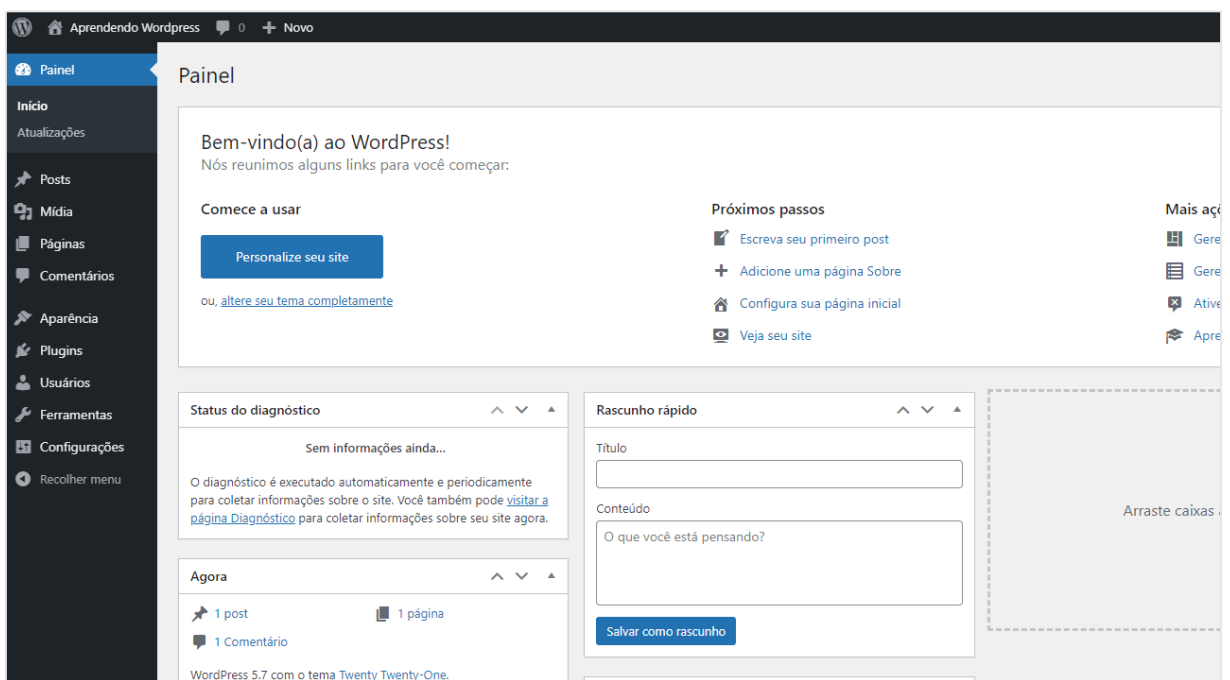 Aprendendo Wordpress 0 Novo
Painel
Início
Atualizações
Posts
Mídia
Páginas
Comentários
Aparência
Plugins
Usuários
Ferramentas
Configurações
Recolher menu
Painel
Bem-vindo(a) ao WordPress!
Nós reunimos alguns links para você começar:
Comece a usar
Personalize seu site
ou, altere seu tema completamente
Próximos passos
Escreva seu primeiro post
Adicione uma página Sobre
Configura sua página inicial
Veja seu site
Mais
Status do diagnóstico
Sem informações ainda...
O diagnóstico é executado automaticamente e periodicamente
para coletar informações sobre o site. Você também pode visitar a
página Diagnóstico para coletar informações sobre seu site agora.
Agora
1 post
1 página
1 Comentário
WordPress 5.7 com o tema Twenty Twenty-One.
Rascunho rápido
Título
Conteúdo
O que você está pensando?
Salvar como rascunho
Arraste caixas